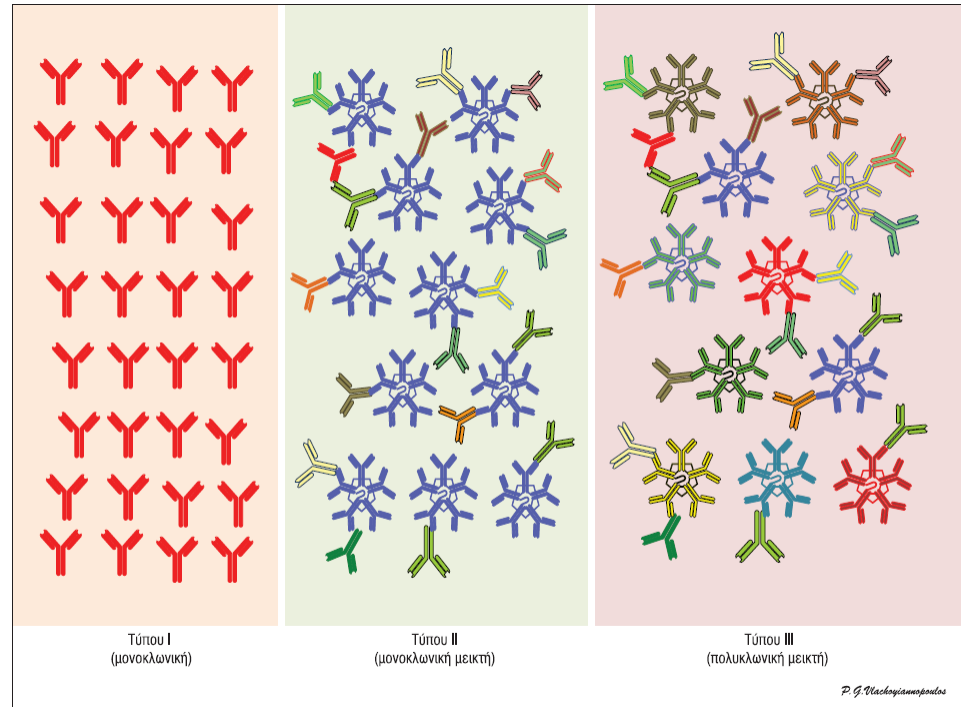 Τύπου I
(μονοκλωνική)
Τύπου II
(μονοκλωνική μεικτή)
Τύπου III
(πολυκλωνική μεικτή)
P.G.Vlachoyiannopoulos